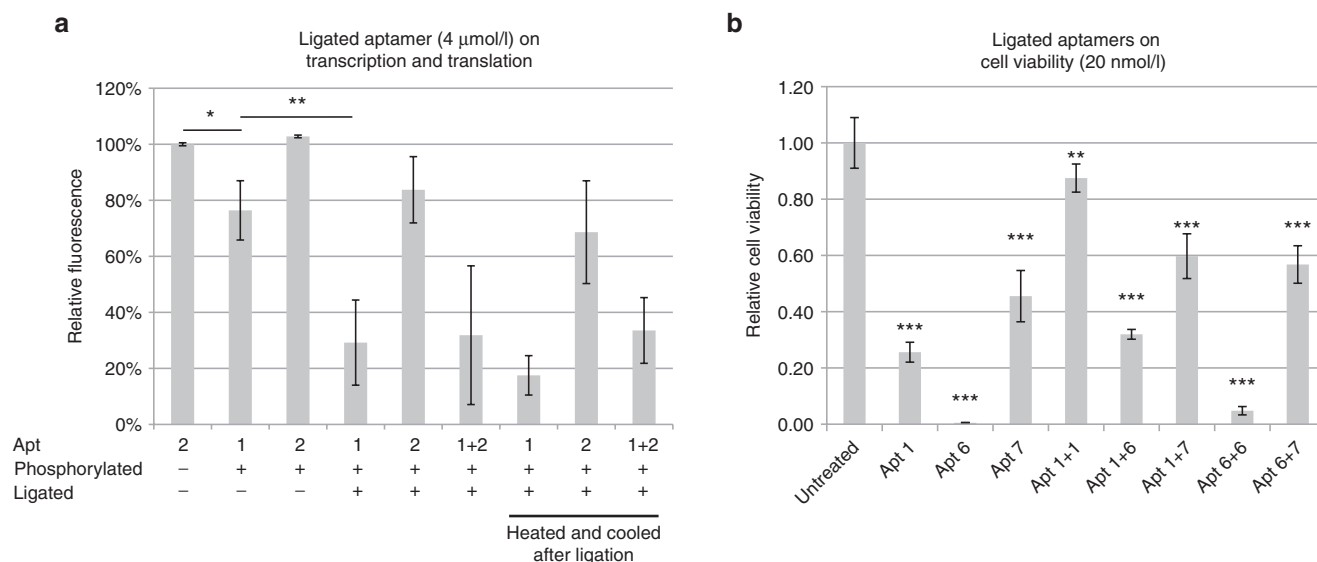 a
Ligated aptamer (4 μmol/l) on
transcription and translation
120%
100%
80%
60%
40%
20%
0%
Relative fluorescence
*
**
Apt 2 1 2 1 2 1+2 1 2 1+2
Phosphorylated – + + + + + + + +
Ligated – – – + + + + + +
Heated and cooled
after ligation
b
Ligated aptamers on
cell viability (20 nmol/l)
1.20
1.00
0.80
0.60
0.40
0.20
0.00
Relative cell viability
***
***
***
**
***
***
***
***
Untreated
Apt 1
Apt 6
Apt 7
Apt 1+1
Apt 1+6
Apt 1+7
Apt 6+6
Apt 6+7